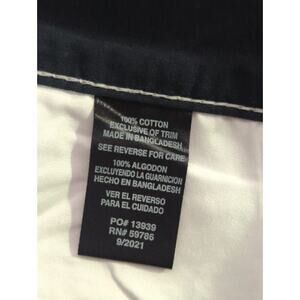 100% COTTON
EXCLUSIVE OF TRIM
MADE IN BANGLADESH
SEE REVERSE FOR CARE
100% ALGODON
EXCLUYENDO LA GUARNICION
HECHO EN BANGLADESH
VER EL REVERSO
PARA EL CUIDADO
PO# 13939
RN# 59786
9/2021